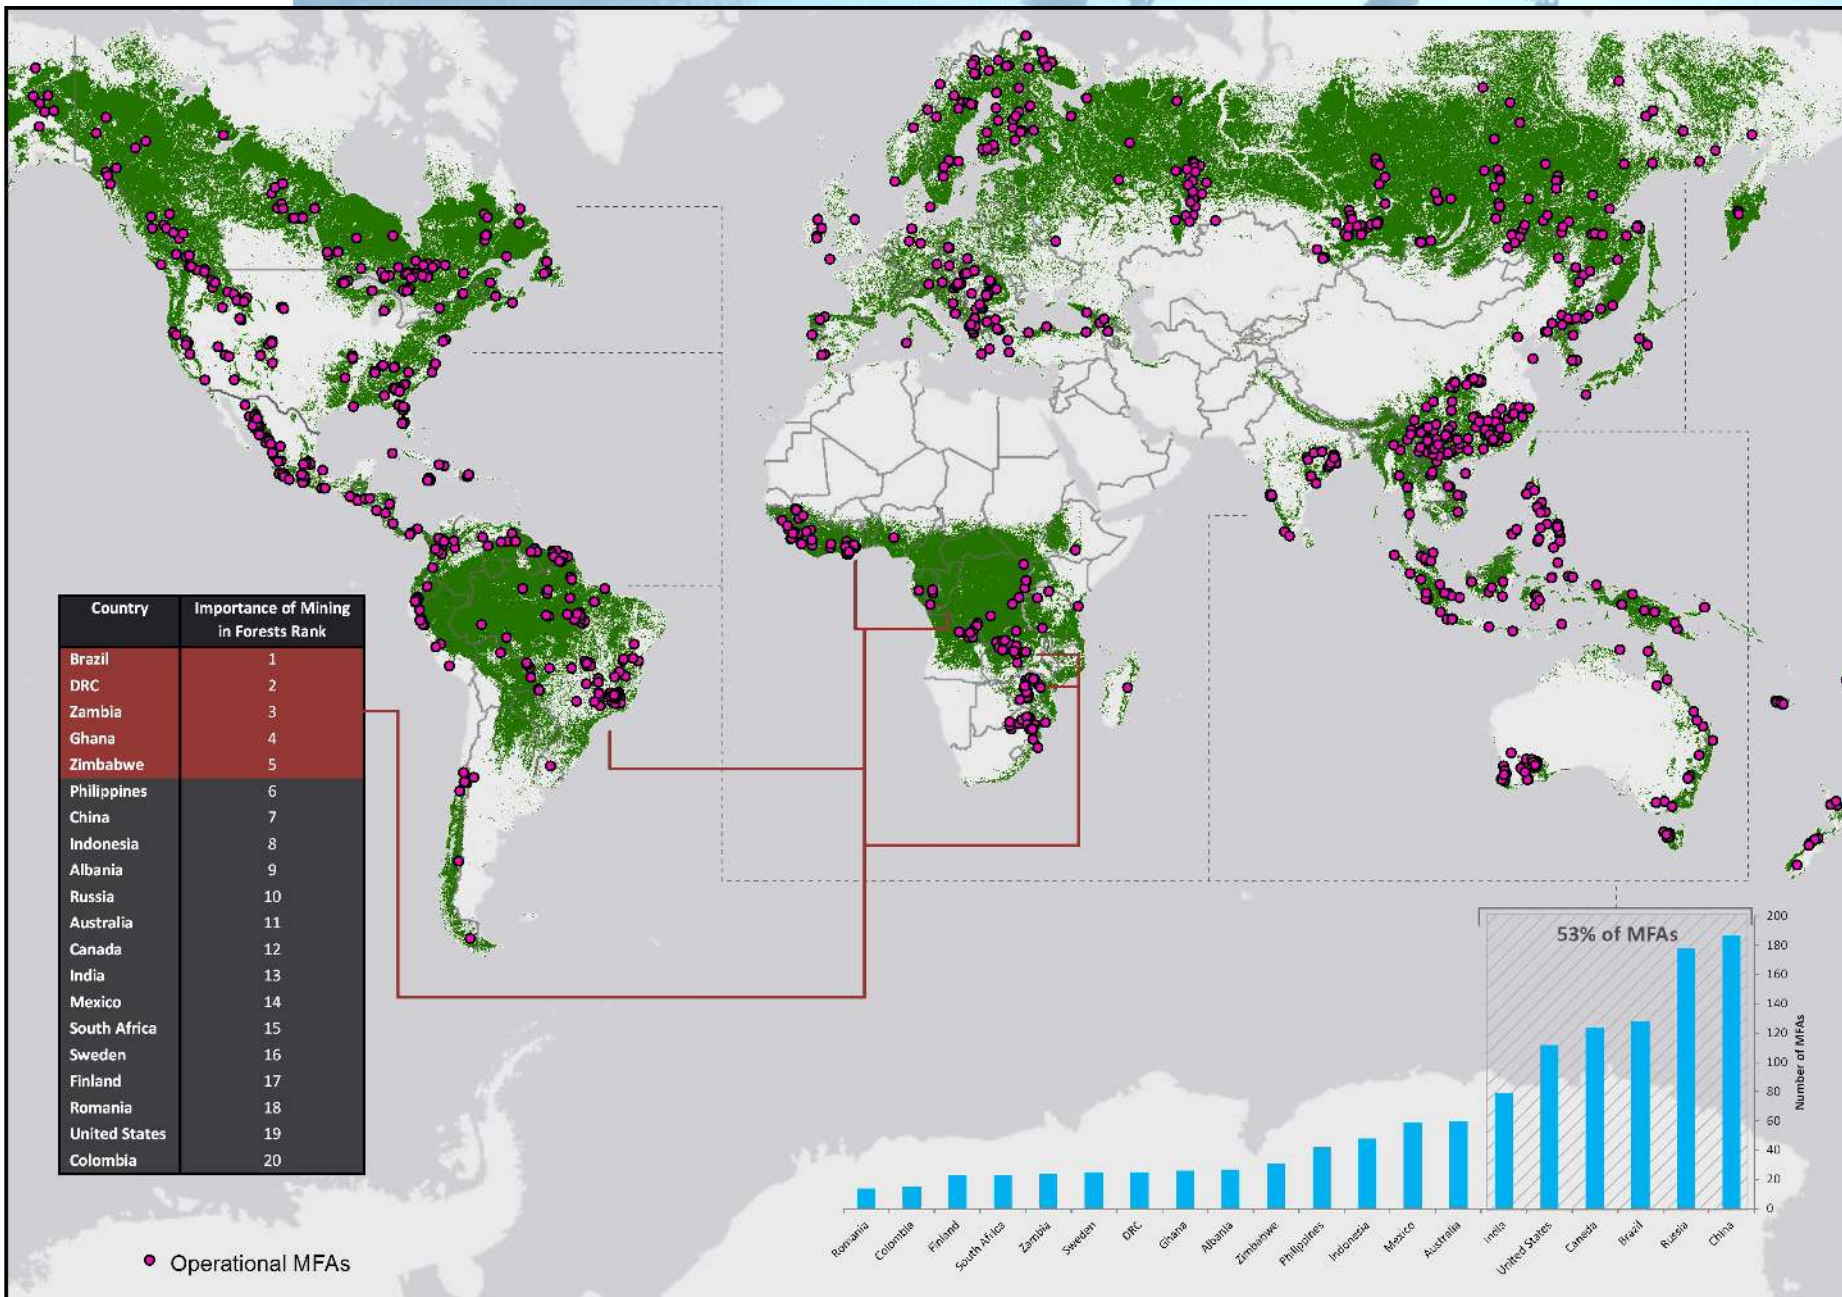 Country Importance of Mining
in Forests Rank
Brazil 1
DRC 2
Zambia 3
Ghana 4
Zimbabwe 5
Philippines 6
China 7
Indonesia 8
Albania 9
Russia 10
Australia 11
Canada 12
India 13
Mexico 14
South Africa 15
Sweden 16
Finland 17
Romania 18
United States 19
Colombia 20
Operational MFAs
53% of MFAs
200
180
160
140
120
100
80
60
40
20
0
Number of MFAs
Romania
Colombia
Finland
South Africa
Zambia
Sweden
DRC
Ghana
Albania
Zimbabwe
Philippines
Indonesia
Mexico
Australia
India
United States
Canada
Brazil
Russia
China